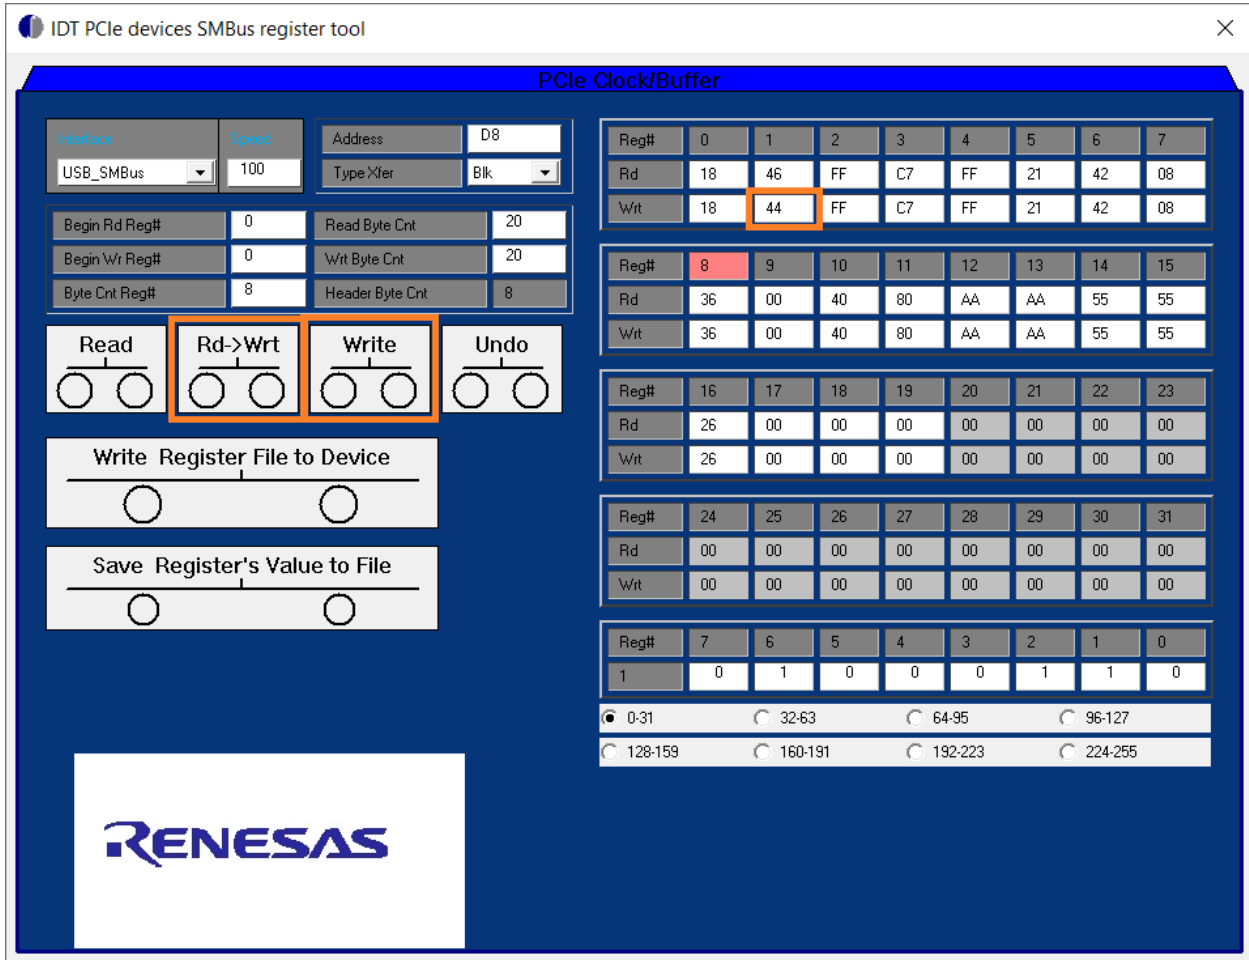 IDT PCIe devices SMBus register tool
PCIe Clock/Buffer
Interface Speed
USB_SMBus 100
Address D8
Type Xfer Blk
Begin Rd Reg# 0 Read Byte Cnt 20
Begin Wr Reg# 0 Wrt Byte Cnt 20
Byte Cnt Reg# 8 Header Byte Cnt 8
Read Rd->Wrt Write Undo
Write Register File to Device
Save Register's Value to File
RENESAS
Reg# 0 1 2 3 4 5 6 7
Rd 18 46 FF C7 FF 21 42 08
Wrt 18 44 FF C7 FF 21 42 08
Reg# 8 9 10 11 12 13 14 15
Rd 36 00 40 80 AA AA 55 55
Wrt 36 00 40 80 AA AA 55 55
Reg# 16 17 18 19 20 21 22 23
Rd 26 00 00 00 00 00 00 00
Wrt 26 00 00 00 00 00 00 00
Reg# 24 25 26 27 28 29 30 31
Rd 00 00 00 00 00 00 00 00
Wrt 00 00 00 00 00 00 00 00
Reg# 7 6 5 4 3 2 1 0
1 0 1 0 0 0 1 1 0
0-31 32-63 64-95 96-127
128-159 160-191 192-223 224-255